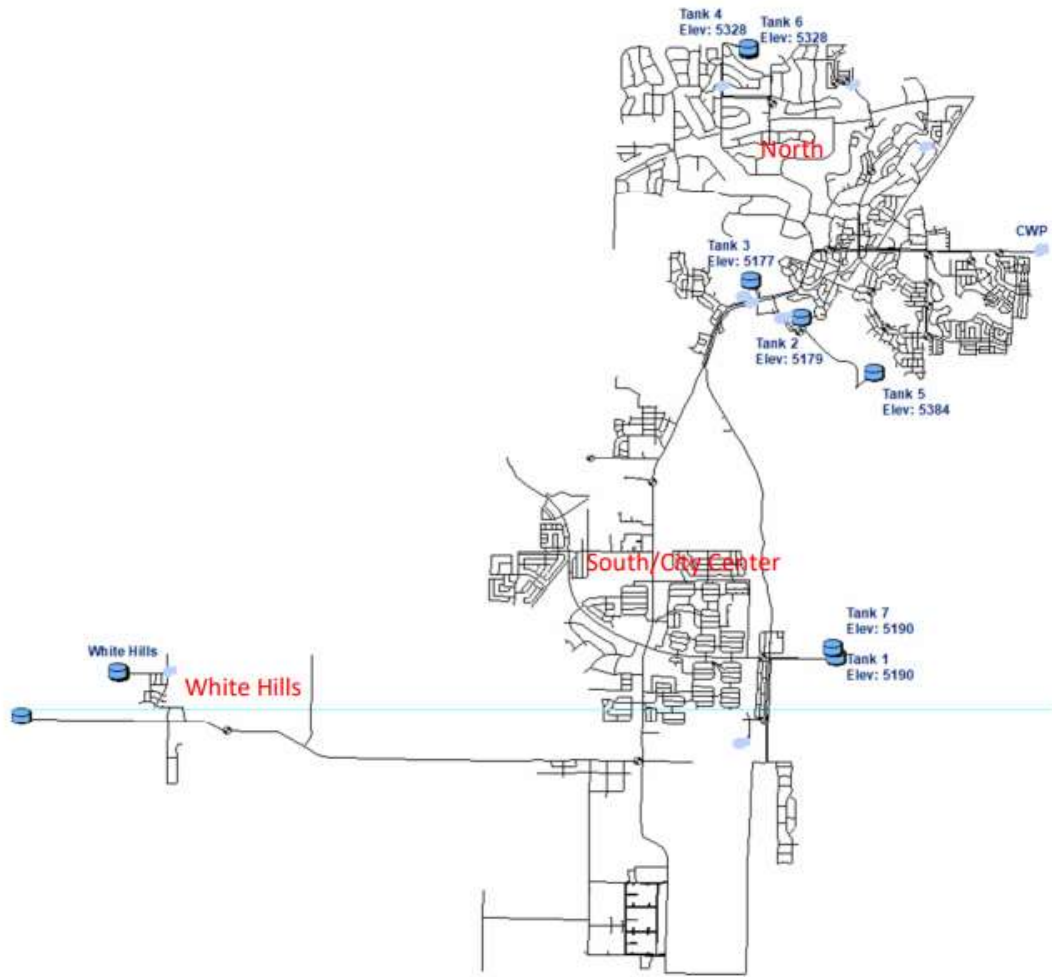 Tank 4
Elev: 5328
Tank 6
Elev: 5328
North
CWP
Tank 3
Elev: 5177
Tank 2
Elev: 5179
Tank 5
Elev: 5384
South/City Center
Tank 7
Elev: 5190
Tank 1
Elev: 5190
White Hills
White Hills